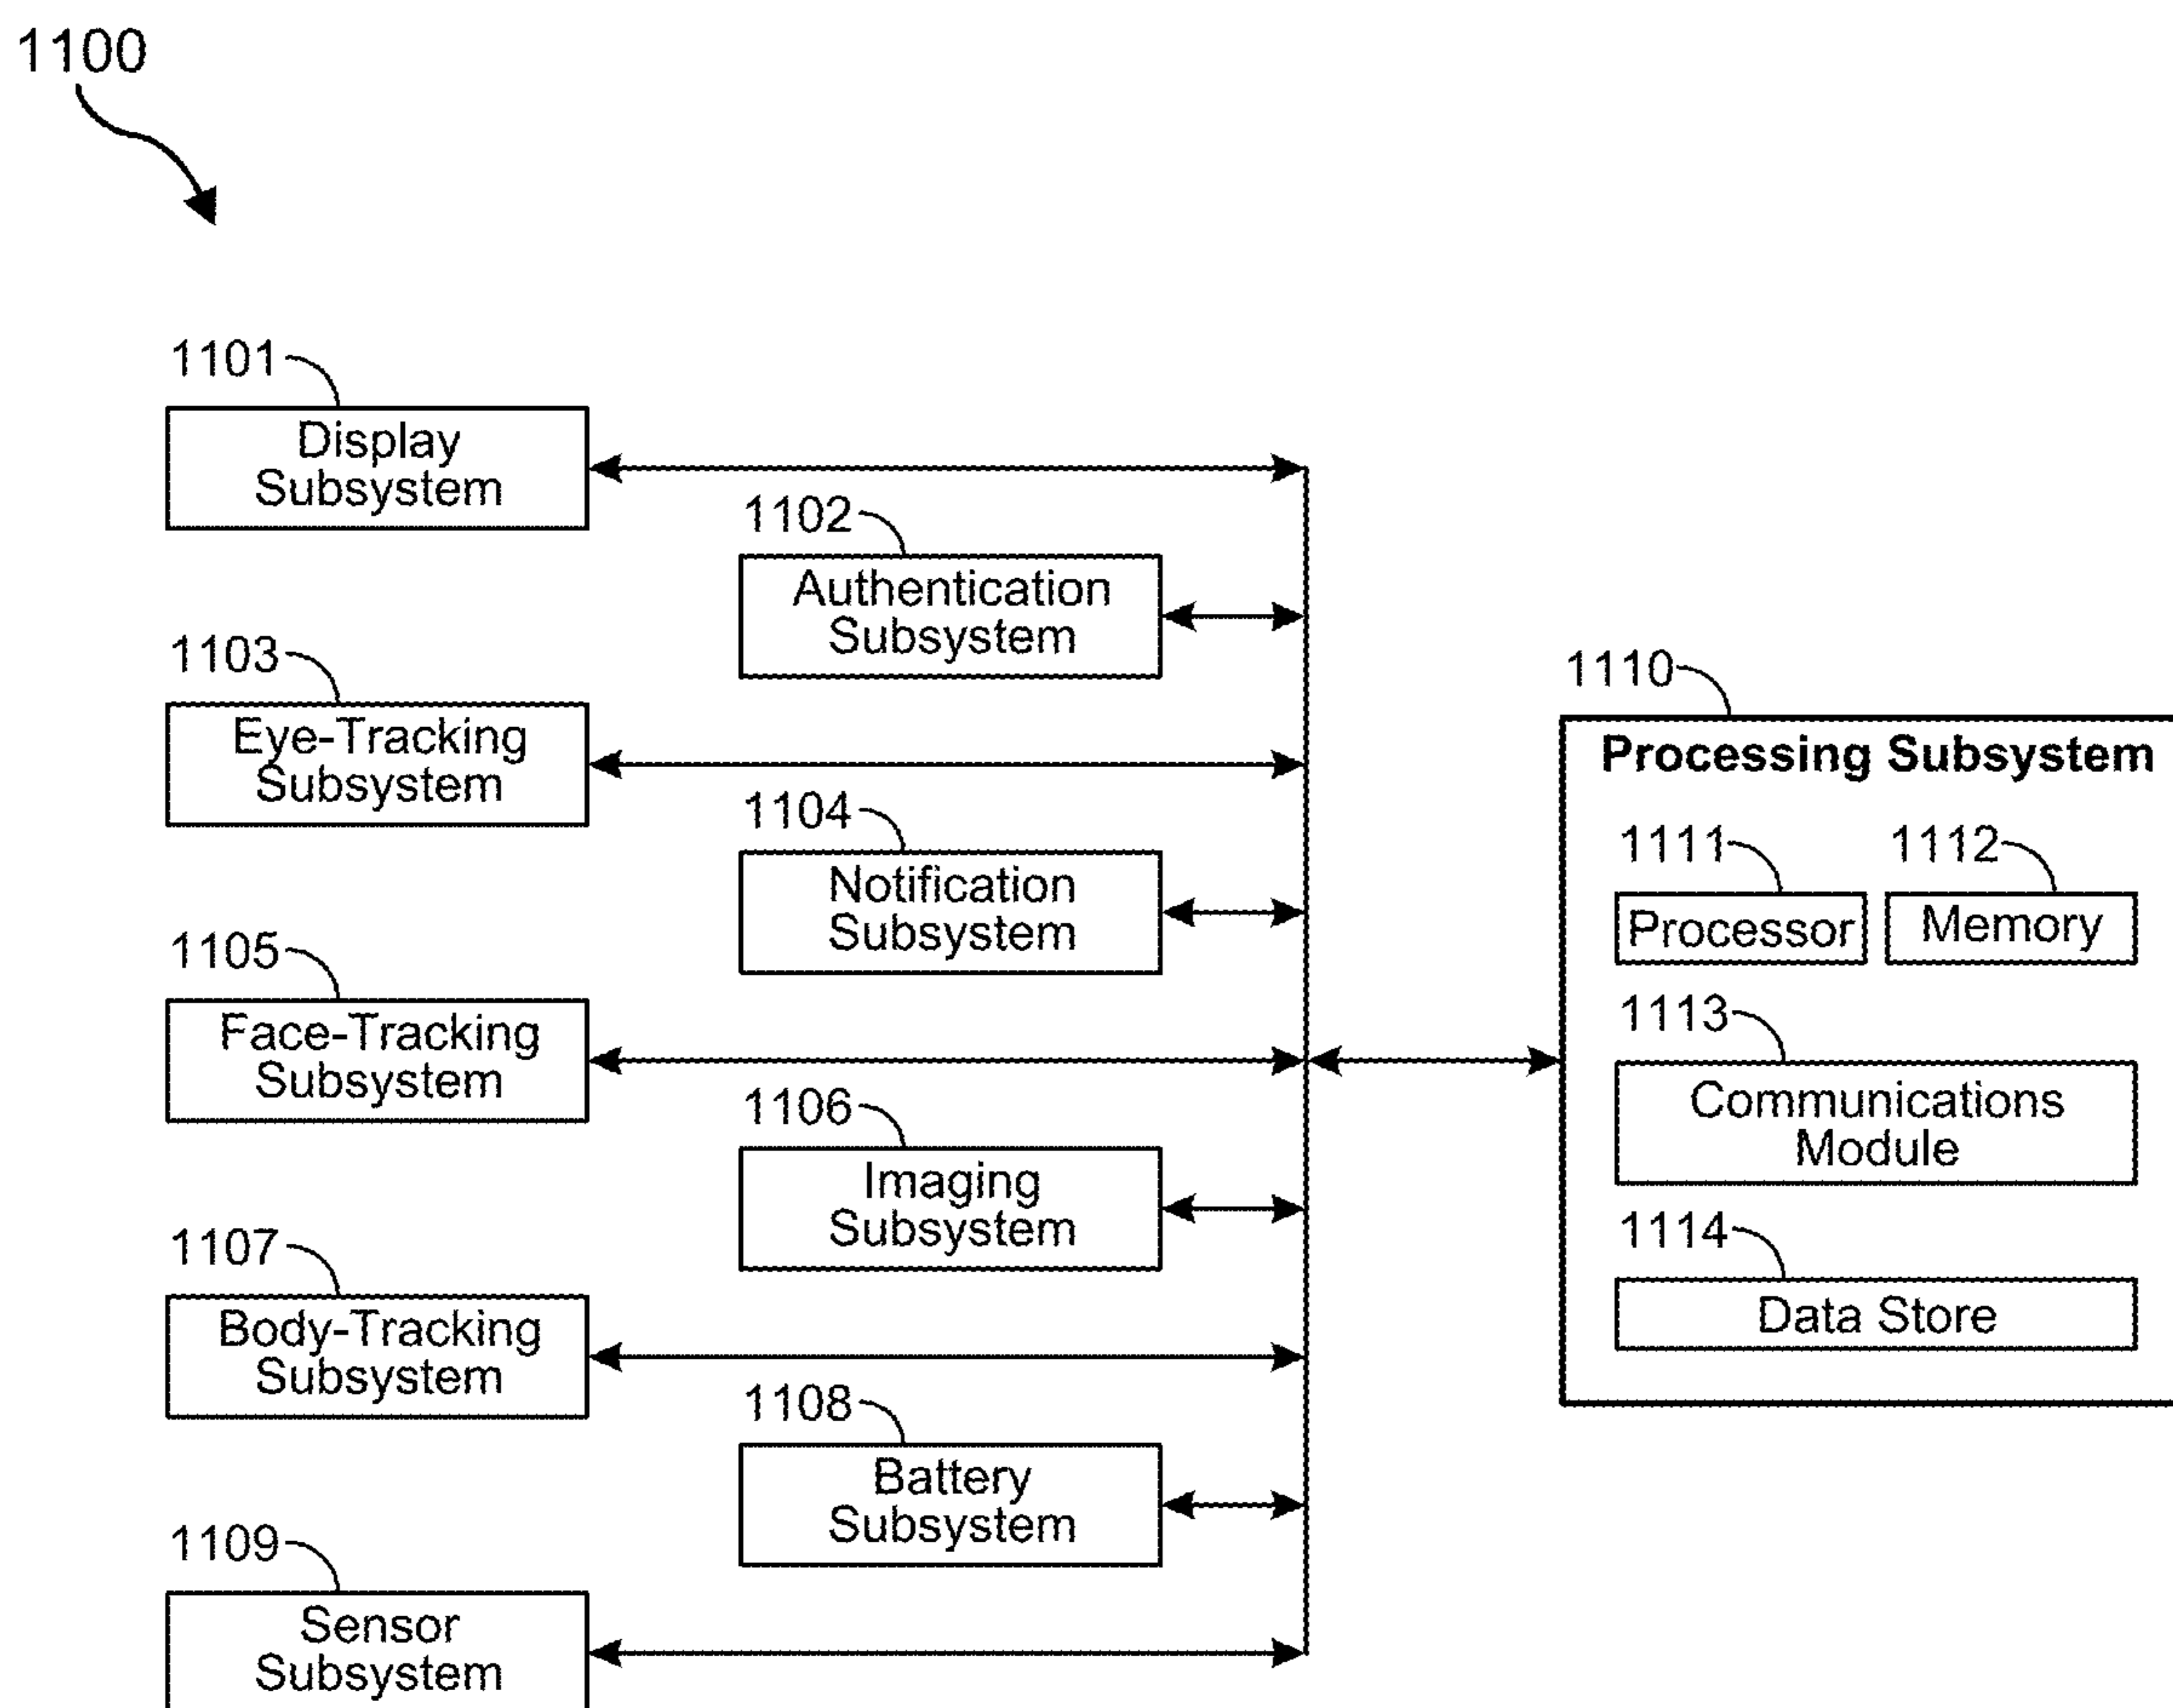 1100
1101
Display
Subsystem
1102
Authentication
Subsystem
1103
Eye-Tracking
Subsystem
1104
Notification
Subsystem
1105
Face-Tracking
Subsystem
1106
Imaging
Subsystem
1107
Body-Tracking
Subsystem
1108
Battery
Subsystem
1109
Sensor
Subsystem
1110
Processing Subsystem
1111
Processor
1112
Memory
1113
Communications
Module
1114
Data Store